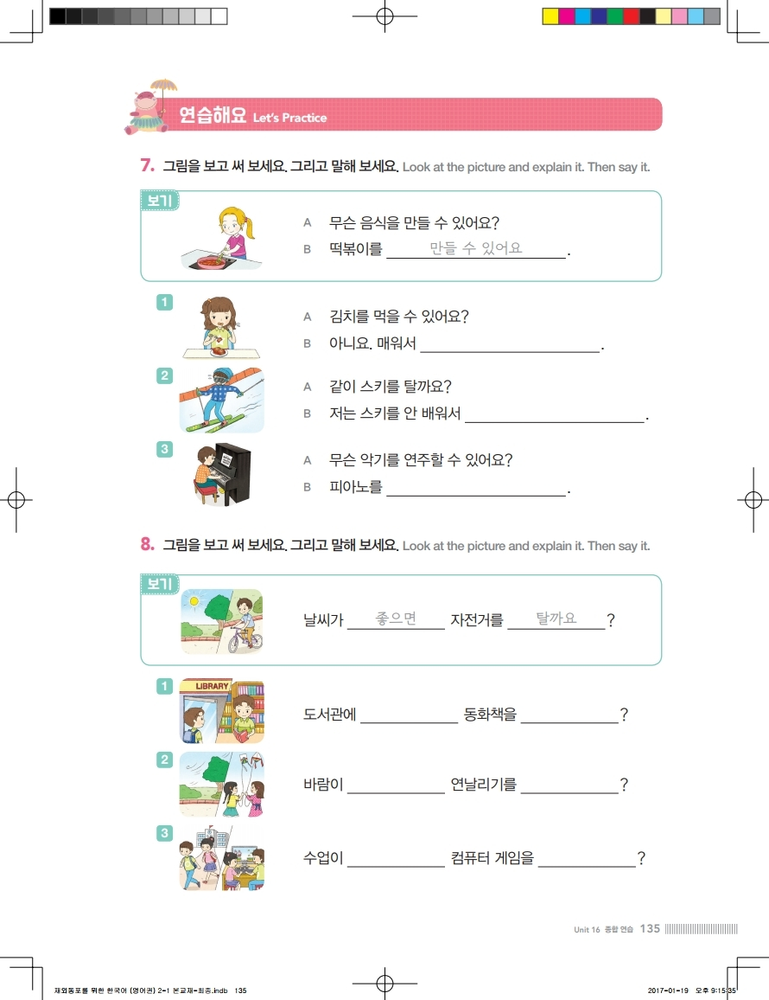 연습해요 Let's Practice
7. 그림을 보고 써 보세요. 그리고 말해 보세요. Look at the picture and explain it. Then say it.
보기
A 무슨 음식을 만들 수 있어요?
B 떡볶이를 만들 수 있어요.
1
A 김치를 먹을 수 있어요?
B 아니요. 매워서 ____________.
2
A 같이 스키를 탈까요?
B 저는 스키를 안 배워서 ____________.
3
A 무슨 악기를 연주할 수 있어요?
B 피아노를 ____________.
8. 그림을 보고 써 보세요. 그리고 말해 보세요. Look at the picture and explain it. Then say it.
보기
날씨가 좋으면 자전거를 탈까요?
1
LIBRARY
도서관에 ____________ 동화책을 ____________?
2
바람이 ____________ 연날리기를 ____________?
3
수업이 ____________ 컴퓨터 게임을 ____________?
Unit 16 종합 연습 135
재외동포를 위한 한국어 (영어권) 2-1 본교재-최종.indb 135
2017-01-19 오후 9:15:35